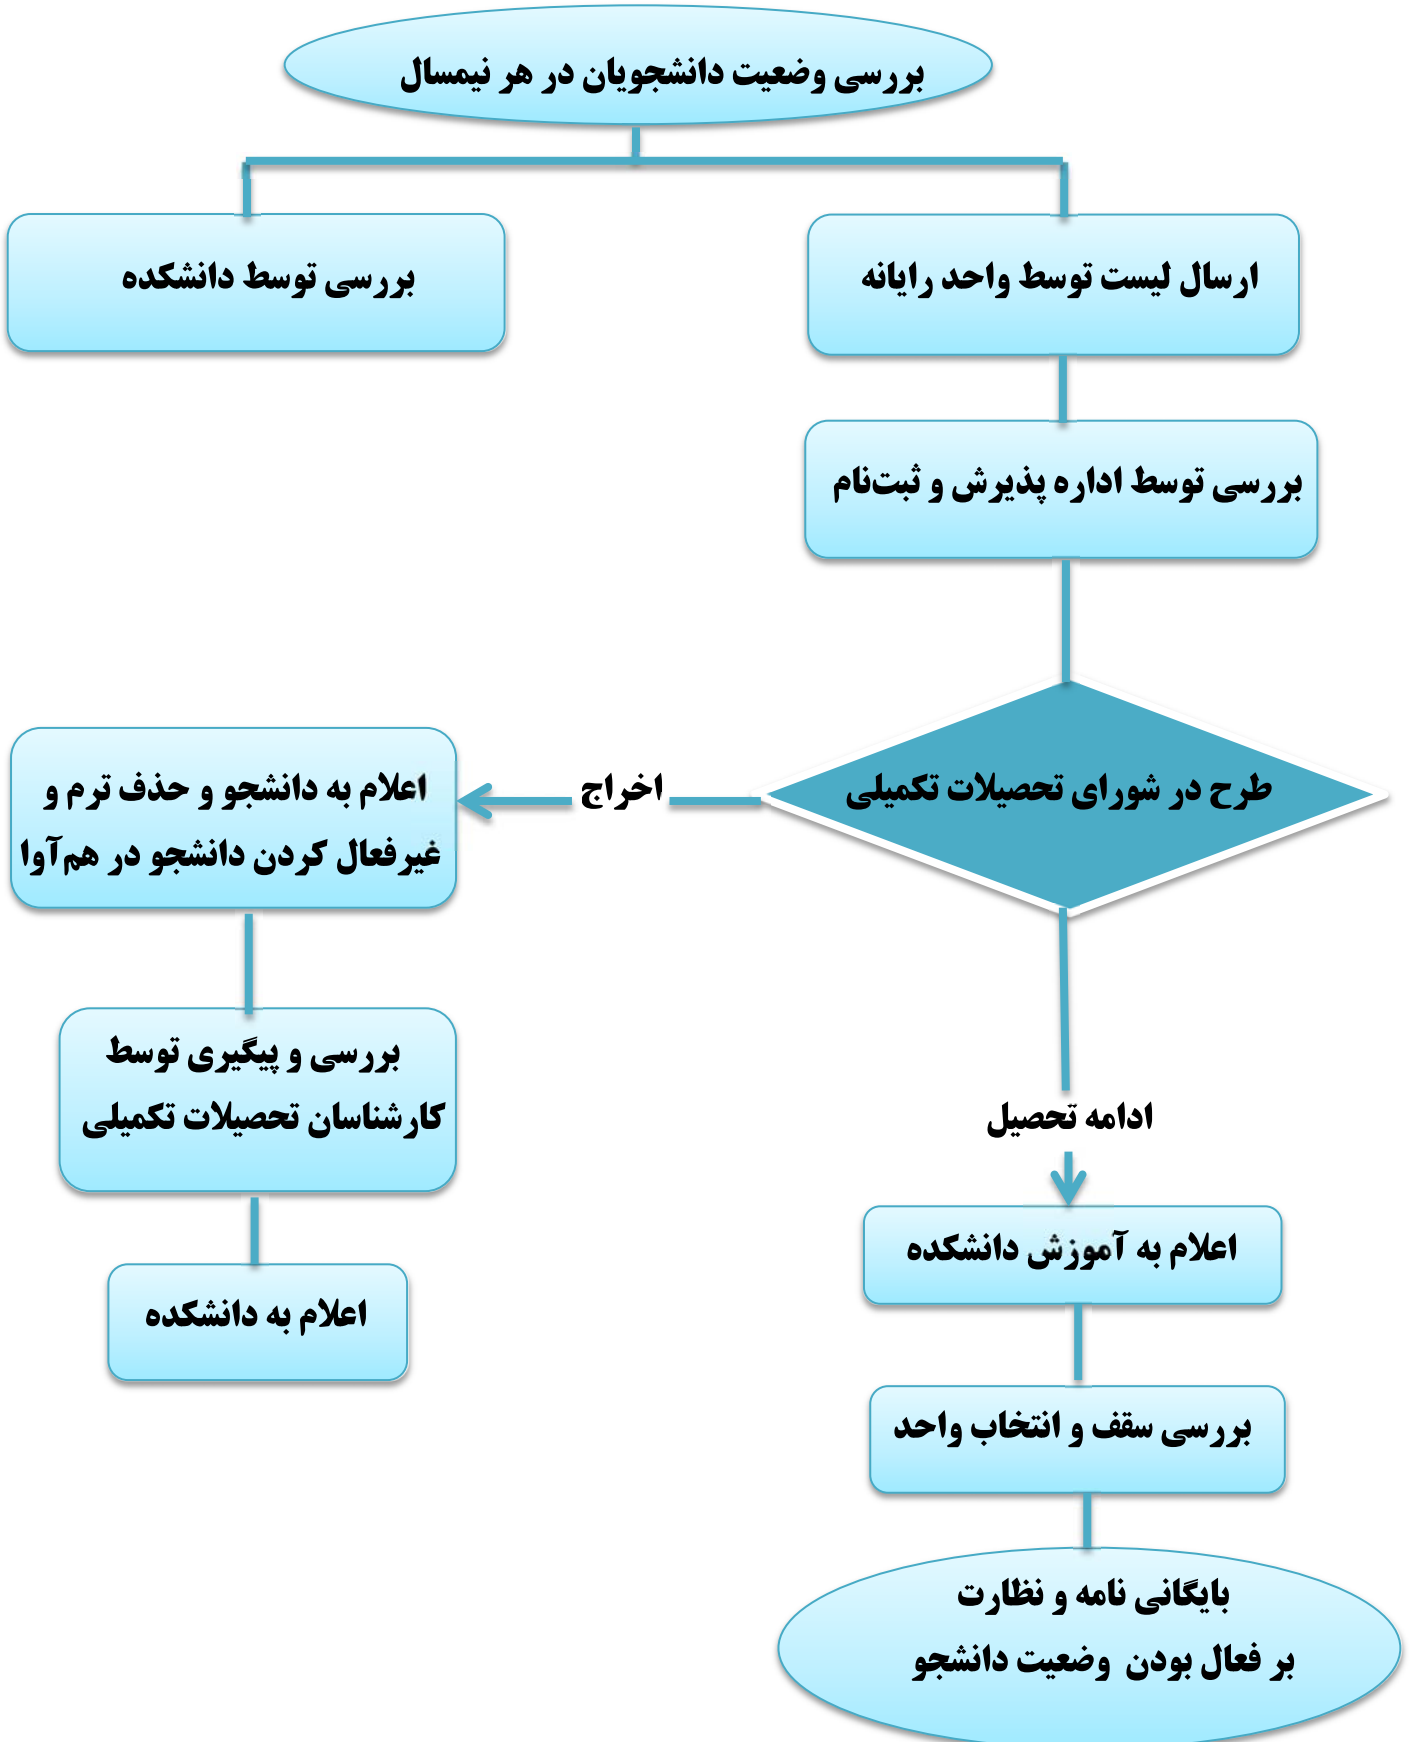 بررسی وضعیت دانشجویان در هر نیمسال
ارسال لیست توسط واحد رایانه
بررسی توسط دانشکده
بررسی توسط اداره پذیرش و ثبت‌نام
طرح در شورای تحصیلات تکمیلی
اخراج
اعلام به دانشجو و حذف ترم و
غیرفعال کردن دانشجو در هم‌آوا
بررسی و پیگیری توسط
کارشناسان تحصیلات تکمیلی
اعلام به دانشکده
ادامه تحصیل
اعلام به آموزش دانشکده
بررسی سقف و انتخاب واحد
بایگانی نامه و نظارت
بر فعال بودن وضعیت دانشجو